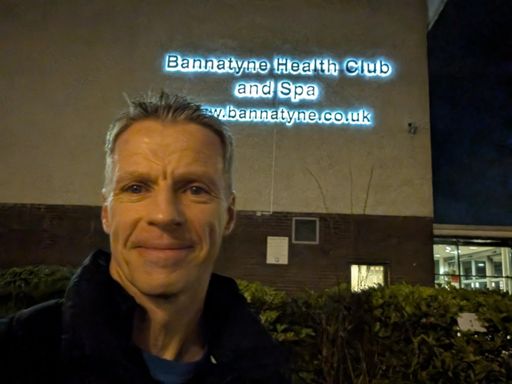 Bannatyne Health Club
and Spa
.bannatyne.co.uk